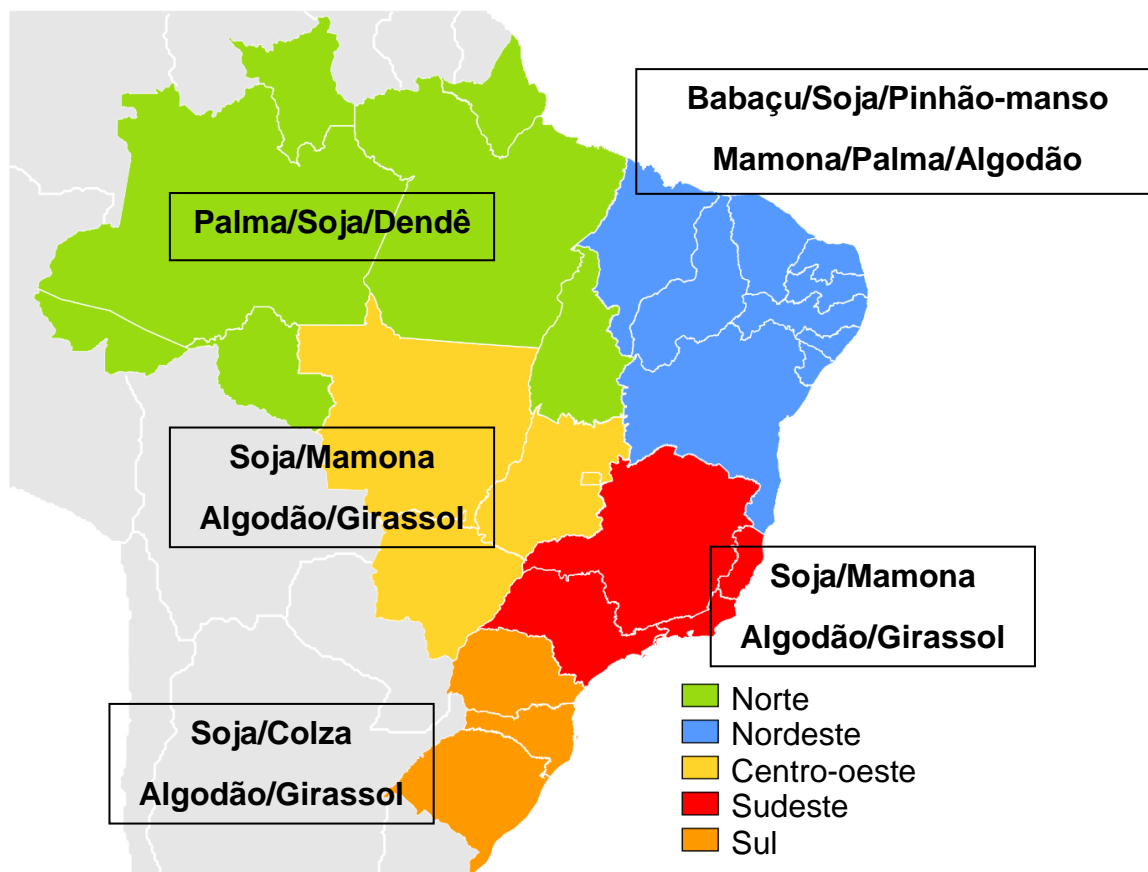 Babaçu/Soja/Pinhão-manso
Mamona/Palma/Algodão
Palma/Soja/Dendê
Soja/Mamona
Algodão/Girassol
Soja/Mamona
Algodão/Girassol
Soja/Colza
Algodão/Girassol
Norte
Nordeste
Centro-oeste
Sudeste
Sul